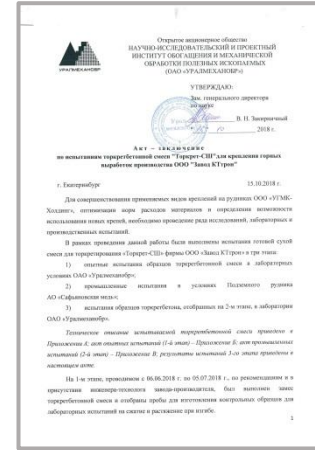 Открытое акционерное общество
НАУЧНО-ИССЛЕДОВАТЕЛЬСКИЙ И ПРОЕКТНЫЙ
ИНСТИТУТ ОБОГАЩЕНИЯ И МЕХАНИЧЕСКОЙ
ОБРАБОТКИ ПОЛЕЗНЫХ ИСКОПАЕМЫХ
(ОАО «УРАЛМЕХАНОБР»)
УРАЛМЕХАНОБР
УТВЕРЖДАЮ:
Зам. генерального директора
по науке
В. Н. Закирничный
10 2018 г.
Акт – заключение
по испытаниям торкретбетонной смеси "Торкрет-СШ" для крепления горных
выработок производства ООО "Завод КТтрон"
г. Екатеринбург 15.10.2018 г.
Для совершенствования применяемых видов креплений на рудниках ООО «УГМК-
Холдинг», оптимизации норм расходов материалов и определения возможности
использования новых крепей, необходимо проведение ряда исследований, лабораторных и
производственных испытаний.
В рамках проведения данной работы были выполнены испытания готовой сухой
смеси для торкретирования «Торкрет-СШ» фирмы ООО «Завод КТтрон» в три этапа:
1) опытные испытания образцов торкретбетонной смеси в лабораторных
условиях ОАО «Уралмеханобр»;
2) промышленные испытания в условиях Подземного рудника
АО «Сафьяновская медь»;
3) испытания образцов торкретбетона, отобранных на 2-м этапе, в лаборатории
ОАО «Уралмеханобр».
Техническое описание испытываемой торкретбетонной смеси приведено в
Приложении А; акт опытных испытаний (1-й этап) – Приложение Б; акт промышленных
испытаний (2-й этап) – Приложение В, результаты испытаний 3-го этапа приведены в
настоящем акте.
На 1-м этапе, проводимом с 06.06.2018 г. по 05.07.2018 г., по рекомендациям и в
присутствии инженера-технолога завода-производителя, был выполнен замес
торкретбетонной смеси и отобраны пробы для изготовления контрольных образцов для
лабораторных испытаний на сжатие и растяжение при изгибе.
1